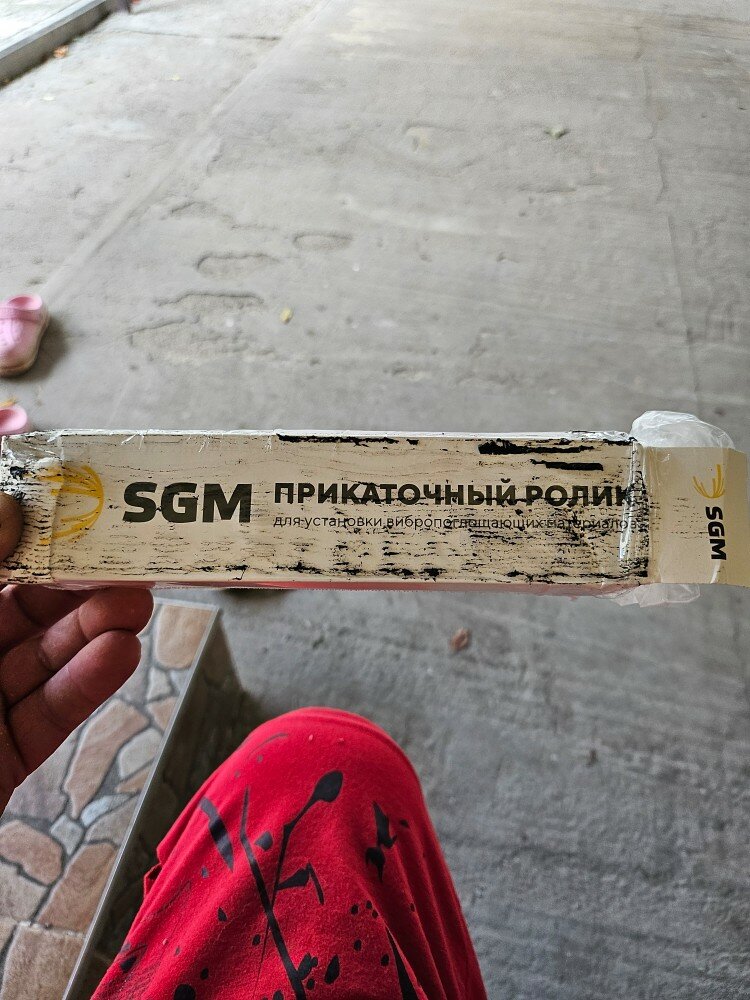 SGM
ПРИКАТОЧНЫЙ РОЛИК
для установки вибропоглощающих материалов
SGM